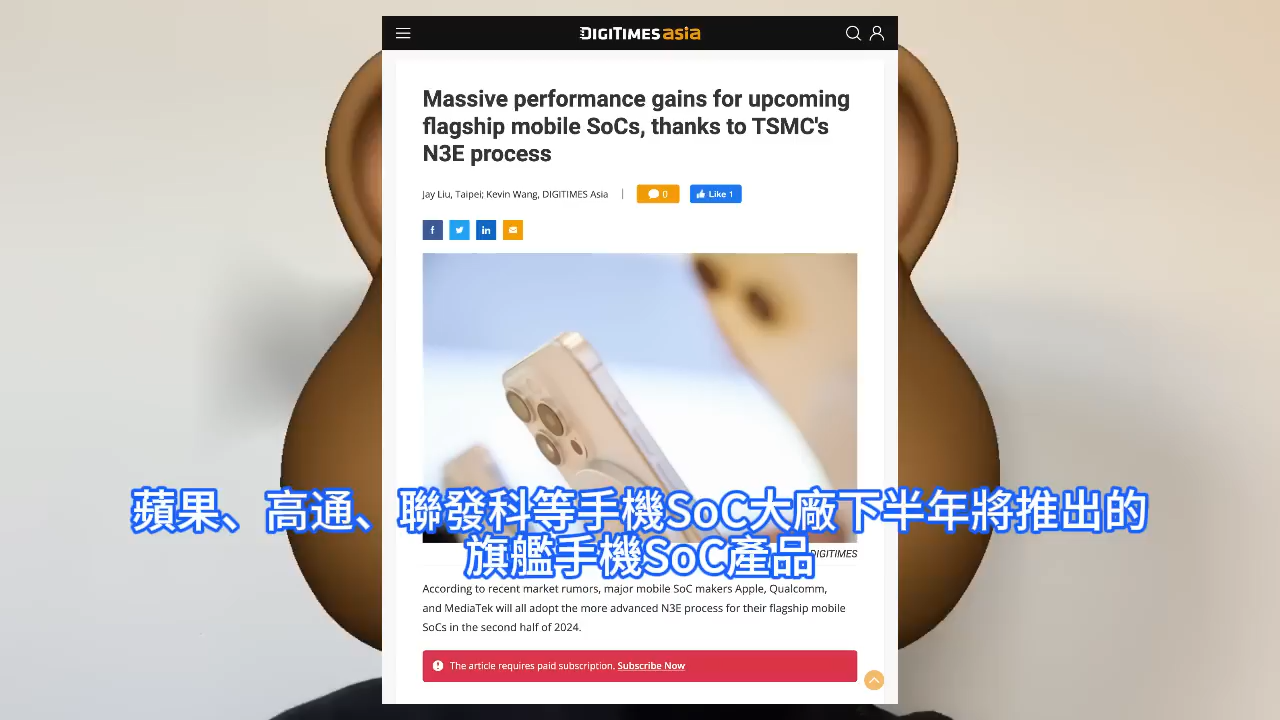 DIGITIMES asia
Massive performance gains for upcoming
flagship mobile SoCs, thanks to TSMC's
N3E process
Jay Liu, Taipei; Kevin Wang, DIGITIMES Asia
0
Like 1
蘋果、高通、聯發科等手機SoC大廠下半年將推出的
旗艦手機SoC產品
DIGITIMES
According to recent market rumors, major mobile SoC makers Apple, Qualcomm,
and MediaTek will all adopt the more advanced N3E process for their flagship mobile
SoCs in the second half of 2024.
The article requires paid subscription. Subscribe Now